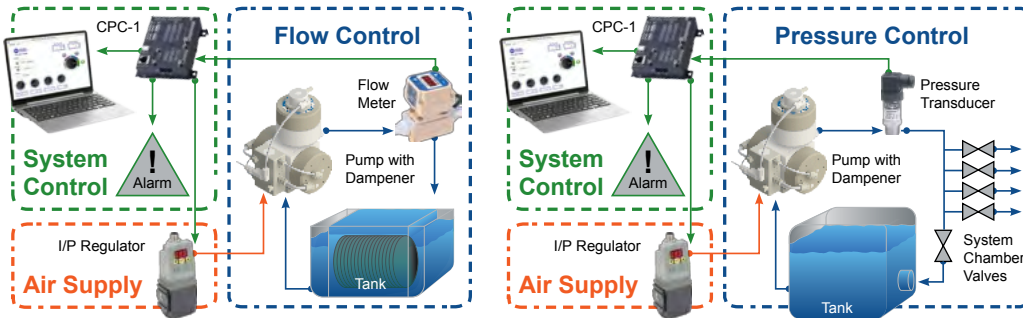 CPC-1
Flow Control
Flow
Meter
System
Control
!
Alarm
Pump with
Dampener
I/P Regulator
Air Supply
Tank
CPC-1
Pressure Control
Pressure
Transducer
System
Control
!
Alarm
Pump with
Dampener
I/P Regulator
Air Supply
System
Chamber
Valves
Tank